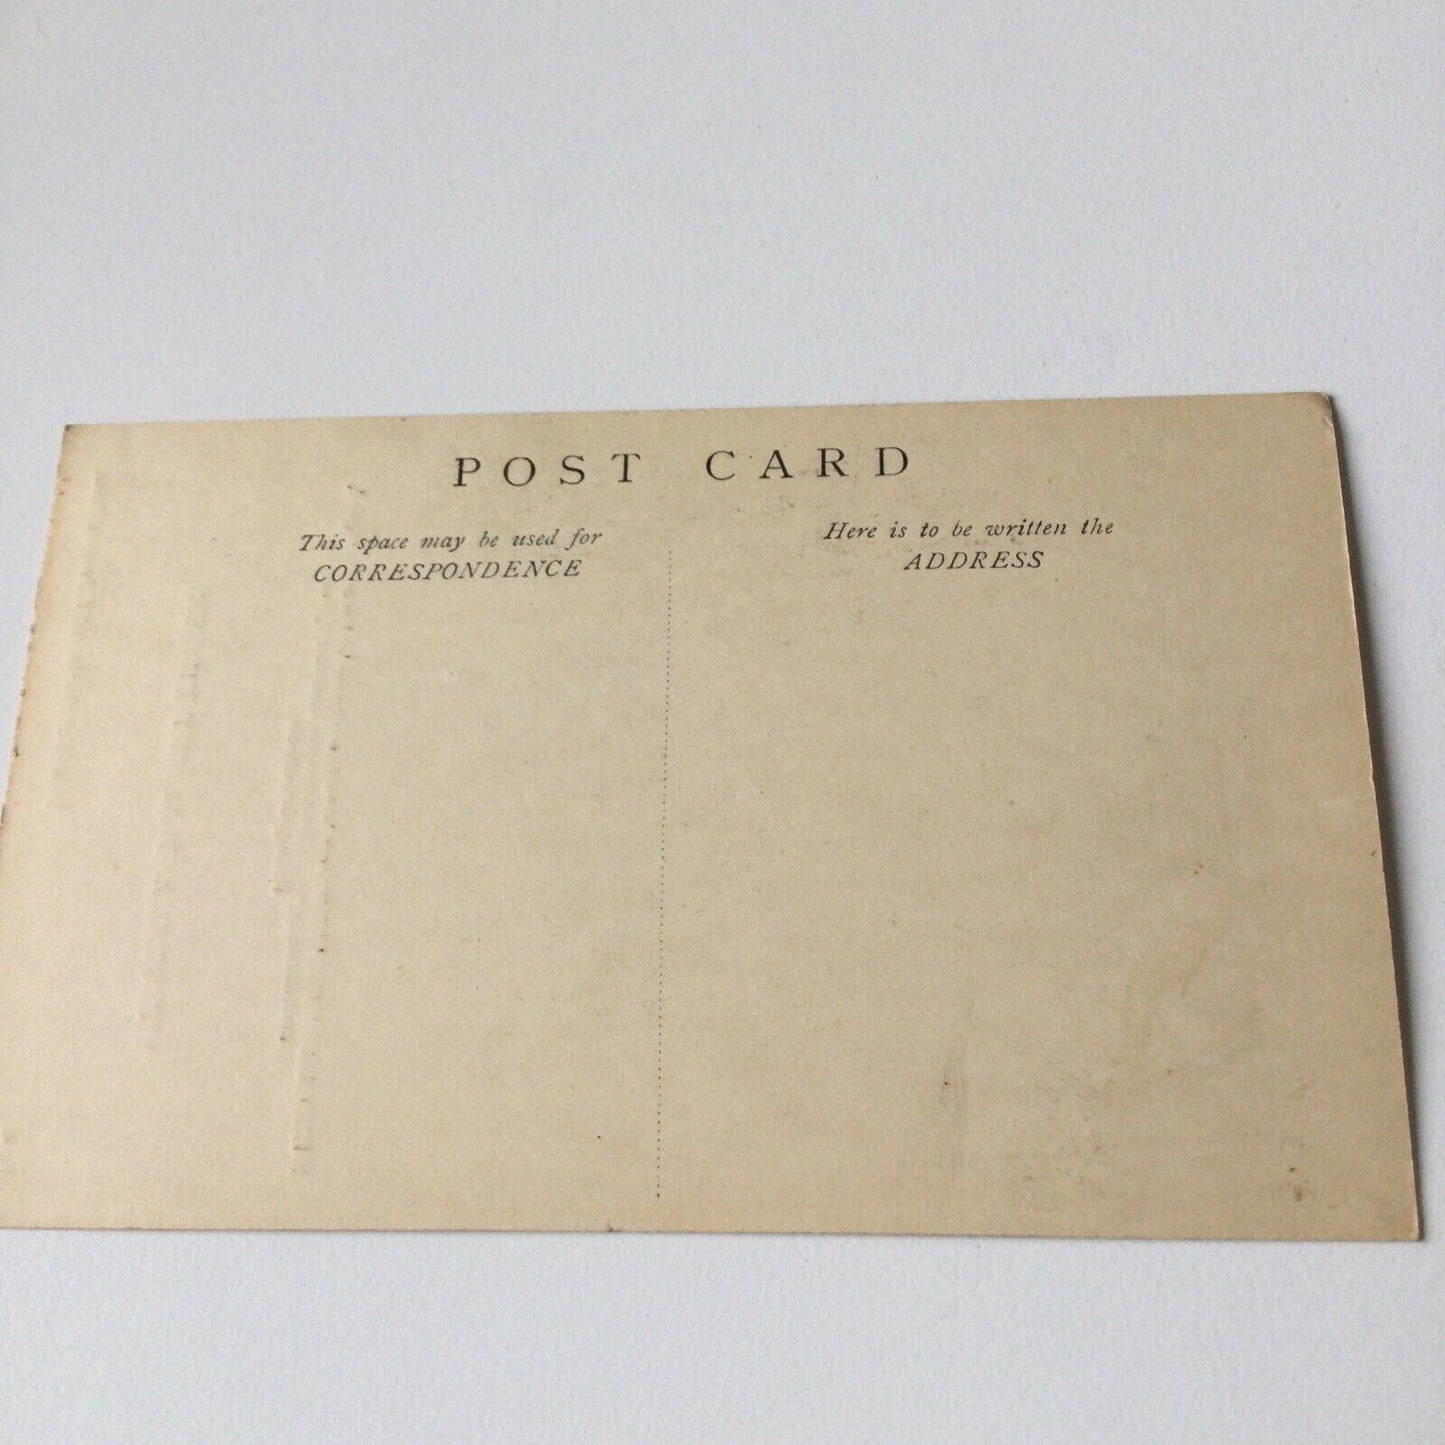 POST CARD
This space may be used for
CORRESPONDENCE
Here is to be written the
ADDRESS